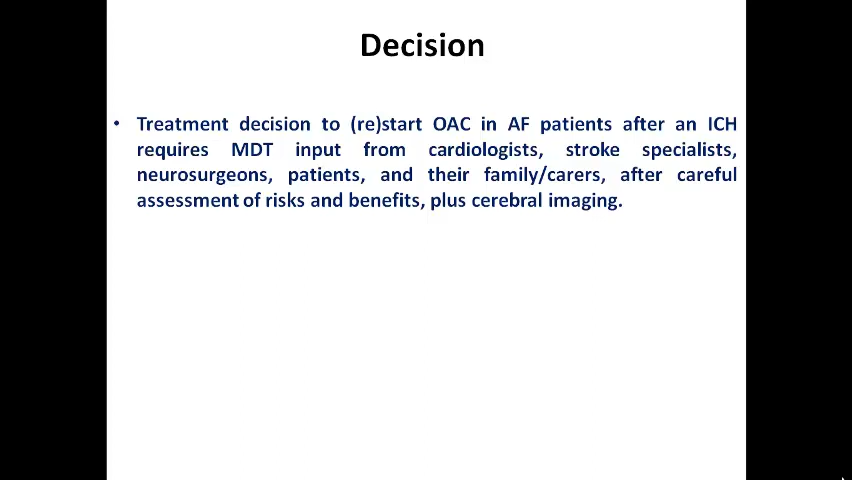 Decision
• Treatment decision to (re)start OAC in AF patients after an ICH
requires MDT input from cardiologists, stroke specialists,
neurosurgeons, patients, and their family/carers, after careful
assessment of risks and benefits, plus cerebral imaging.